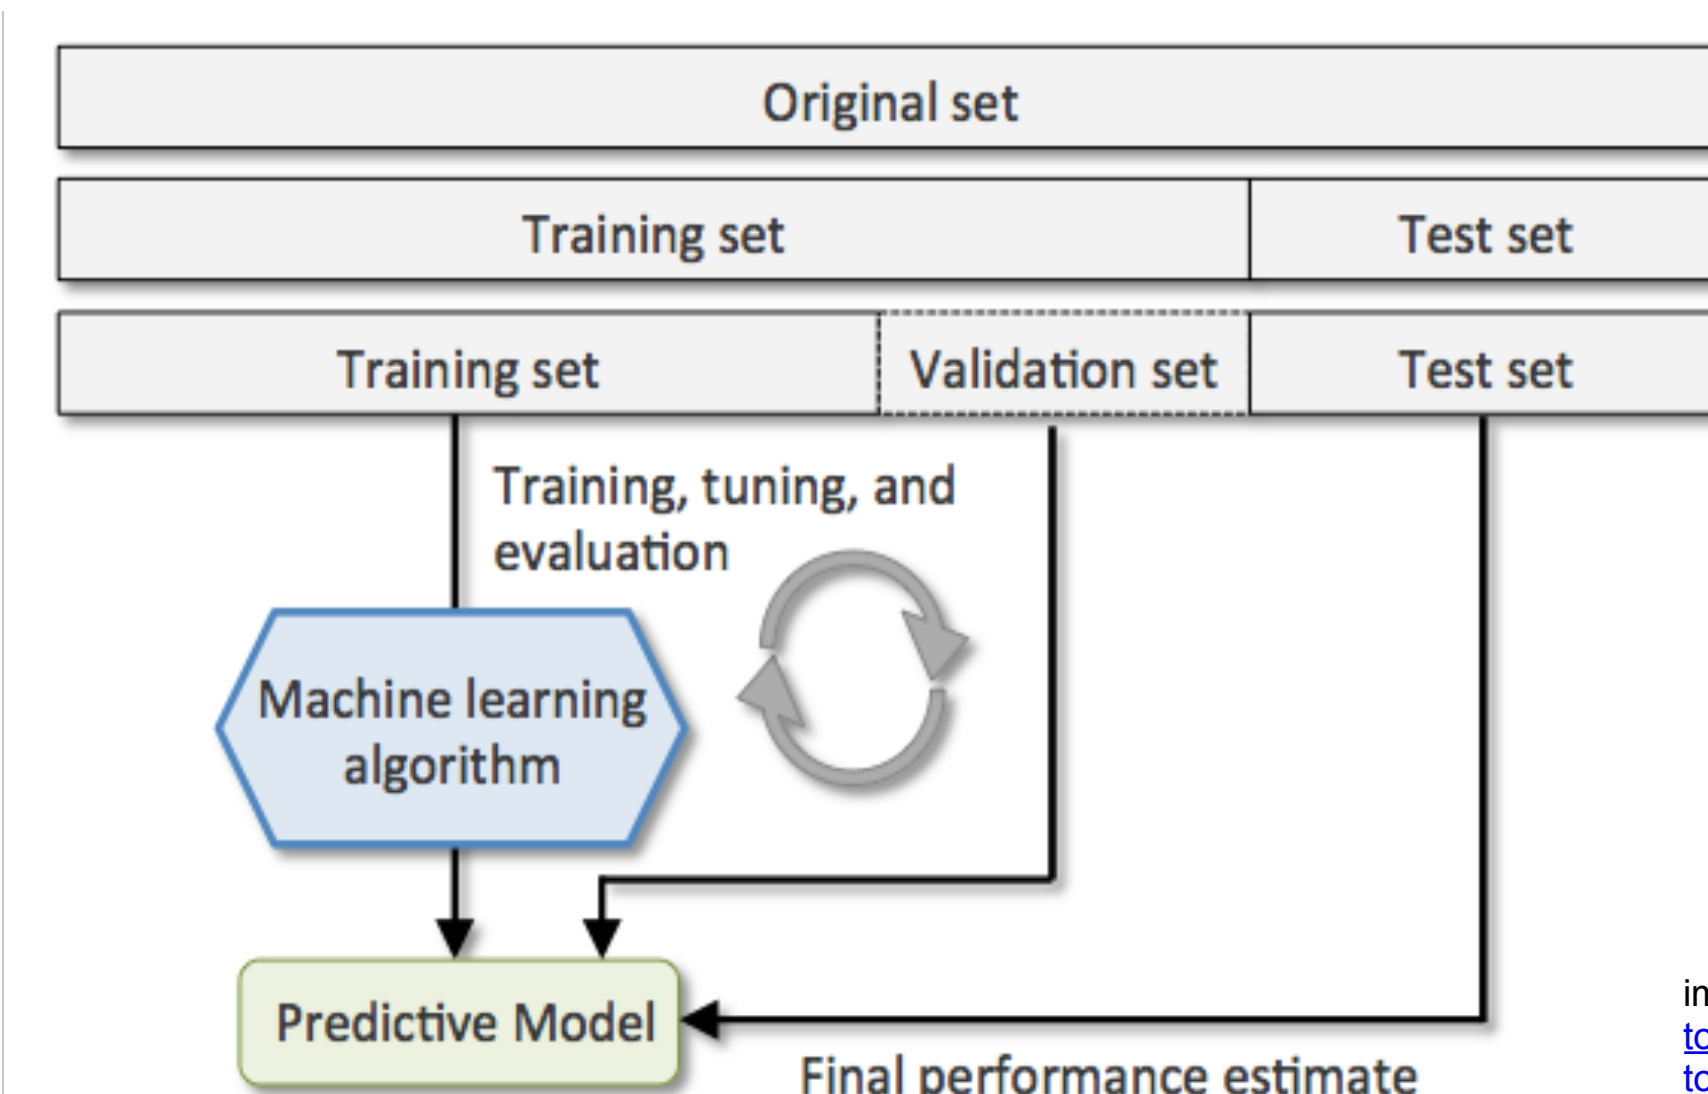 Original set
Training set
Test set
Training set
Validation set
Test set
Training, tuning, and
evaluation
Machine learning
algorithm
Predictive Model
Final performance estimate